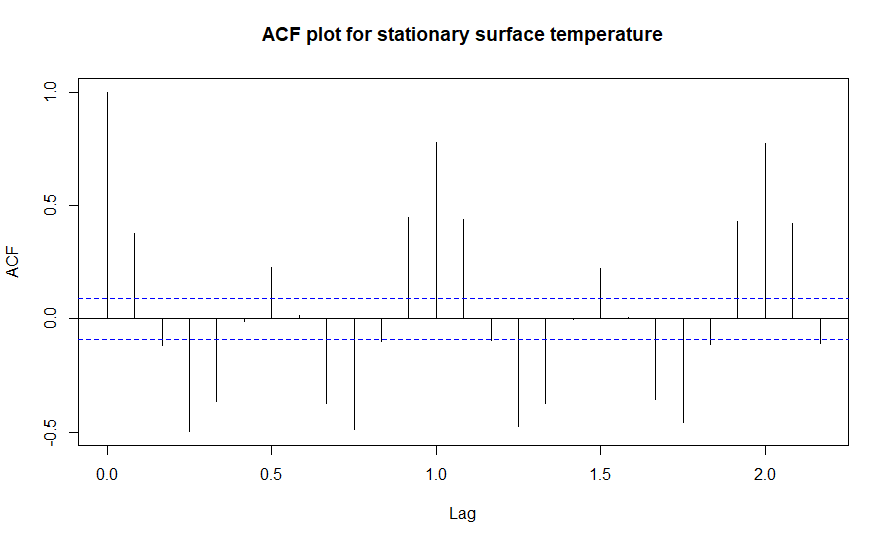 ACF plot for stationary surface temperature
1.0
0.5
0.0
-0.5
ACF
0.0 0.5 1.0 1.5 2.0
Lag